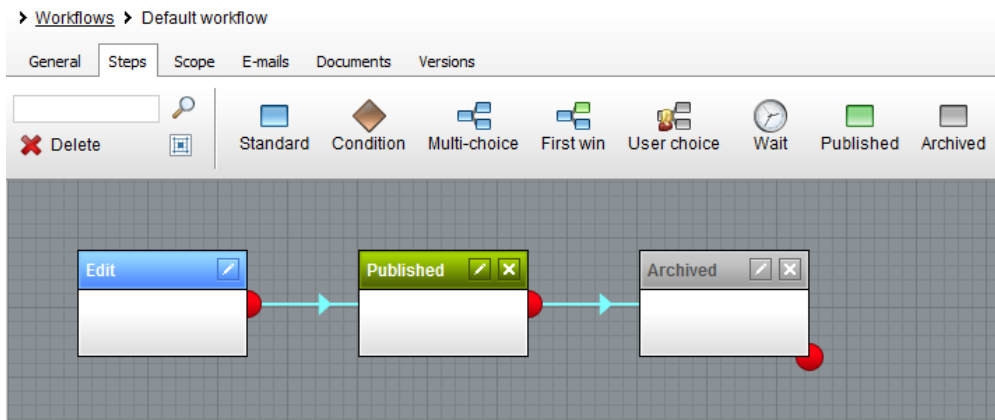 Workflows Default workflow
General Steps Scope E-mails Documents Versions
Delete
Standard Condition Multi-choice First win User choice Wait Published Archived
Edit Published Archived